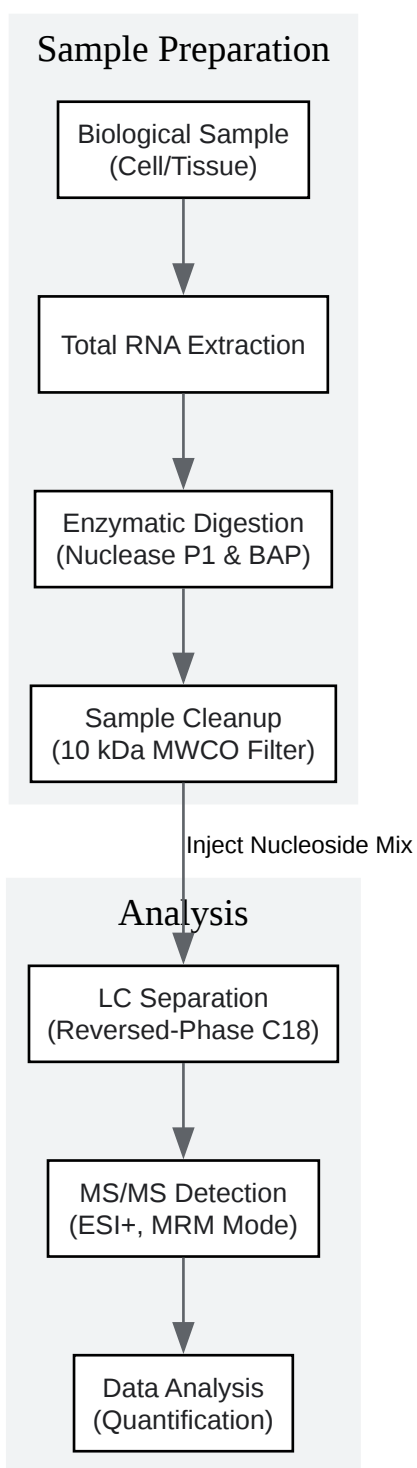 Sample Preparation
Biological Sample
(Cell/Tissue)
Total RNA Extraction
Enzymatic Digestion
(Nuclease P1 & BAP)
Sample Cleanup
(10 kDa MWCO Filter)
Inject Nucleoside Mix
Analysis
LC Separation
(Reversed-Phase C18)
MS/MS Detection
(ESI+, MRM Mode)
Data Analysis
(Quantification)